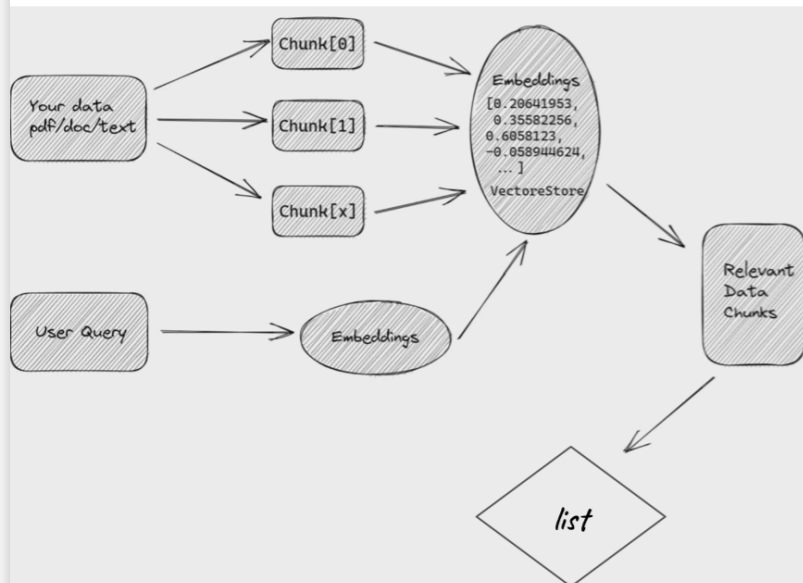 Chunk[0]
Your data
pdf/doc/text
Chunk[1]
Chunk[x]
Embeddings
[0.20641953,
0.35582256,
0.6058123,
-0.058944624,
... ]
VectoreStore
Relevant
Data
Chunks
User Query
Embeddings
list